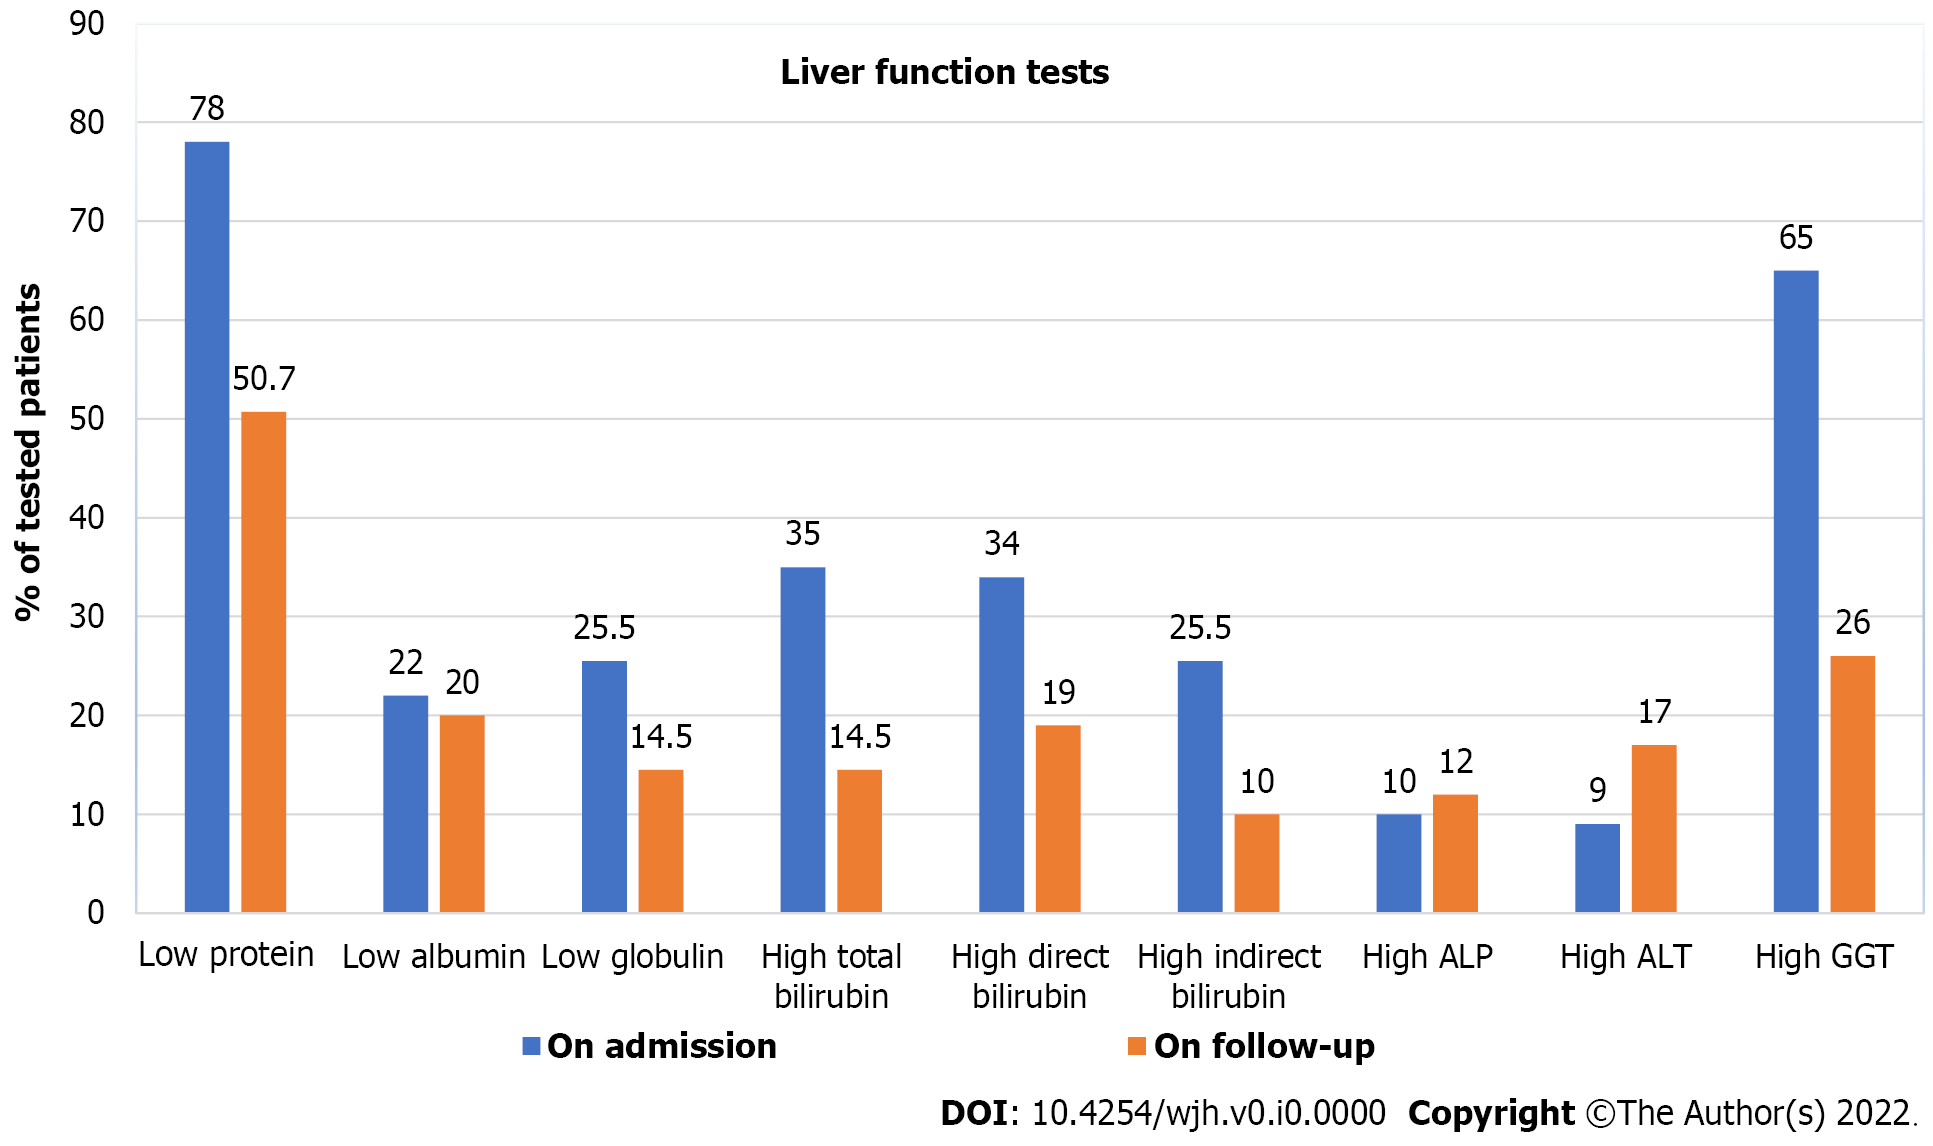 Liver function tests
% of tested patients
90
80
70
60
50
40
30
20
10
0
78
50.7
22
20
25.5
14.5
35
14.5
34
19
25.5
10
10
12
9
17
65
26
Low protein
Low albumin
Low globulin
High total
bilirubin
High direct
bilirubin
High indirect
bilirubin
High ALP
High ALT
High GGT
On admission
On follow-up
DOI: 10.4254/wjh.v0.i0.0000 Copyright ©The Author(s) 2022.